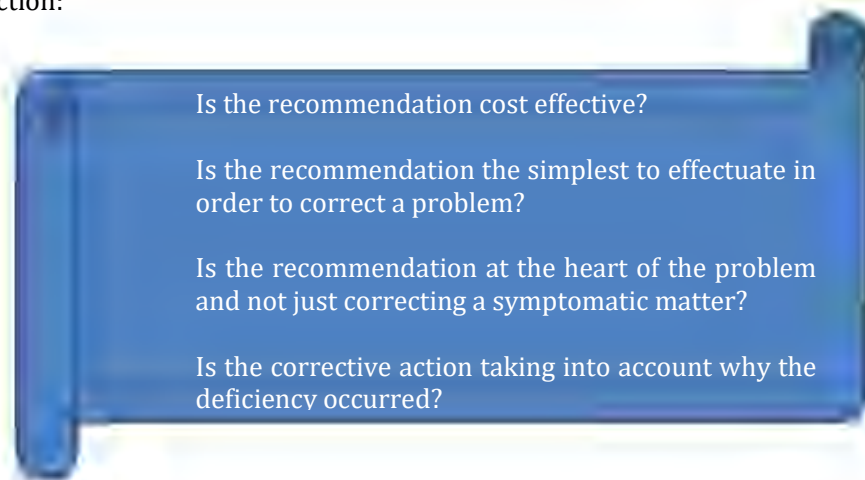 ction:
Is the recommendation cost effective?
Is the recommendation the simplest to effectuate in
order to correct a problem?
Is the recommendation at the heart of the problem
and not just correcting a symptomatic matter?
Is the corrective action taking into account why the
deficiency occurred?